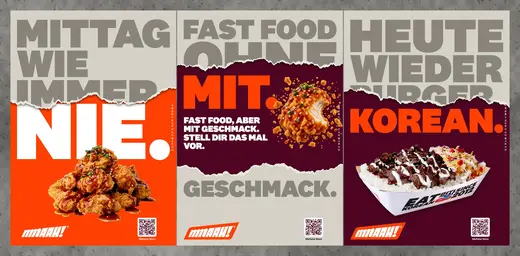 MITTAG
WIE
IMMER
NIE.
MMAAH!
FAST FOOD
OHNE
MIT.
FAST FOOD, ABER
MIT GESCHMACK.
STELL DIR DAS MAL
VOR.
GESCHMACK.
MMAAH!
HEUTE
WIEDER
BURGER.
KOREAN.
EAT
MMAAH!